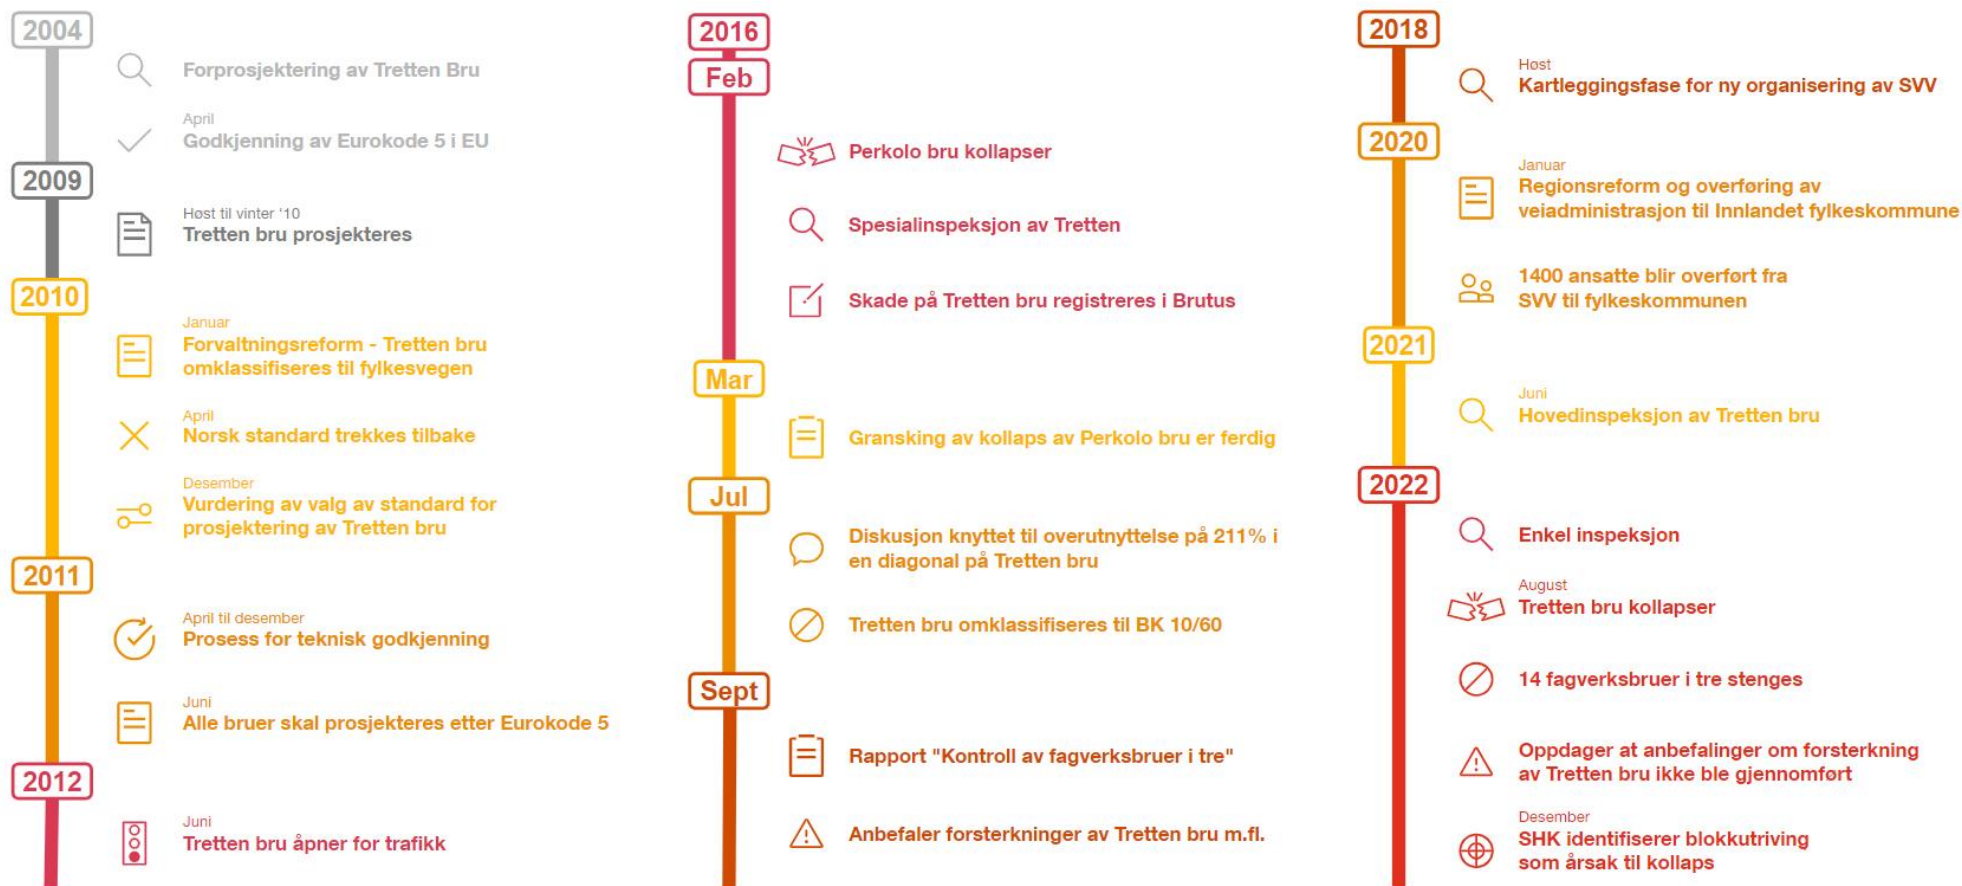 2004
Forprosjektering av Tretten Bru
April
Godkjenning av Eurokode 5 i EU
2009
Høst til vinter '10
Tretten bru prosjekteres
2010
Januar
Forvaltningsreform - Tretten bru
omklassifiseres til fylkesvegen
April
Norsk standard trekkes tilbake
Desember
Vurdering av valg av standard for
prosjektering av Tretten bru
2011
April til desember
Prosess for teknisk godkjenning
Juni
Alle bruer skal prosjekteres etter Eurokode 5
2012
Juni
Tretten bru åpner for trafikk
2016
Feb
Perkolo bru kollapser
Spesialinspeksjon av Tretten
Skade på Tretten bru registreres i Brutus
Mar
Gransking av kollaps av Perkolo bru er ferdig
Jul
Diskusjon knyttet til overutnyttelse på 211% i
en diagonal på Tretten bru
Tretten bru omklassifiseres til BK 10/60
Sept
Rapport "Kontroll av fagverksbruer i tre"
Anbefaler forsterkninger av Tretten bru m.fl.
2018
Høst
Kartleggingsfase for ny organisering av SVV
2020
Januar
Regionsreform og overføring av
veiadministrasjon til Innlandet fylkeskommune
1400 ansatte blir overført fra
SVV til fylkeskommunen
2021
Juni
Hovedinspeksjon av Tretten bru
2022
Enkel inspeksjon
August
Tretten bru kollapser
14 fagverksbruer i tre stenges
Oppdager at anbefalinger om forsterkning
av Tretten bru ikke ble gjennomført
Desember
SHK identifiserer blokkutriving
som årsak til kollaps